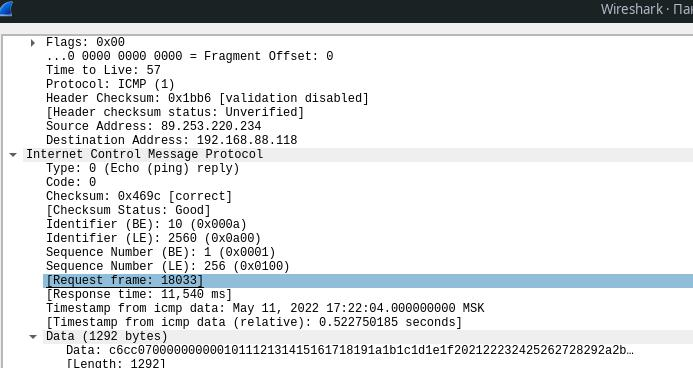 Wireshark · Па
Flags: 0x00
...0 0000 0000 0000 = Fragment Offset: 0
Time to Live: 57
Protocol: ICMP (1)
Header Checksum: 0x1bb6 [validation disabled]
[Header checksum status: Unverified]
Source Address: 89.253.220.234
Destination Address: 192.168.88.118
Internet Control Message Protocol
Type: 0 (Echo (ping) reply)
Code: 0
Checksum: 0x469c [correct]
[Checksum Status: Good]
Identifier (BE): 10 (0x000a)
Identifier (LE): 2560 (0x0a00)
Sequence Number (BE): 1 (0x0001)
Sequence Number (LE): 256 (0x0100)
[Request frame: 18033]
[Response time: 11,540 ms]
Timestamp from icmp data: May 11, 2022 17:22:04.000000000 MSK
[Timestamp from icmp data (relative): 0.522750185 seconds]
Data (1292 bytes)
Data: c6cc070000000000101112131415161718191a1b1c1d1e1f202122232425262728292a2b…
[Length: 1292]